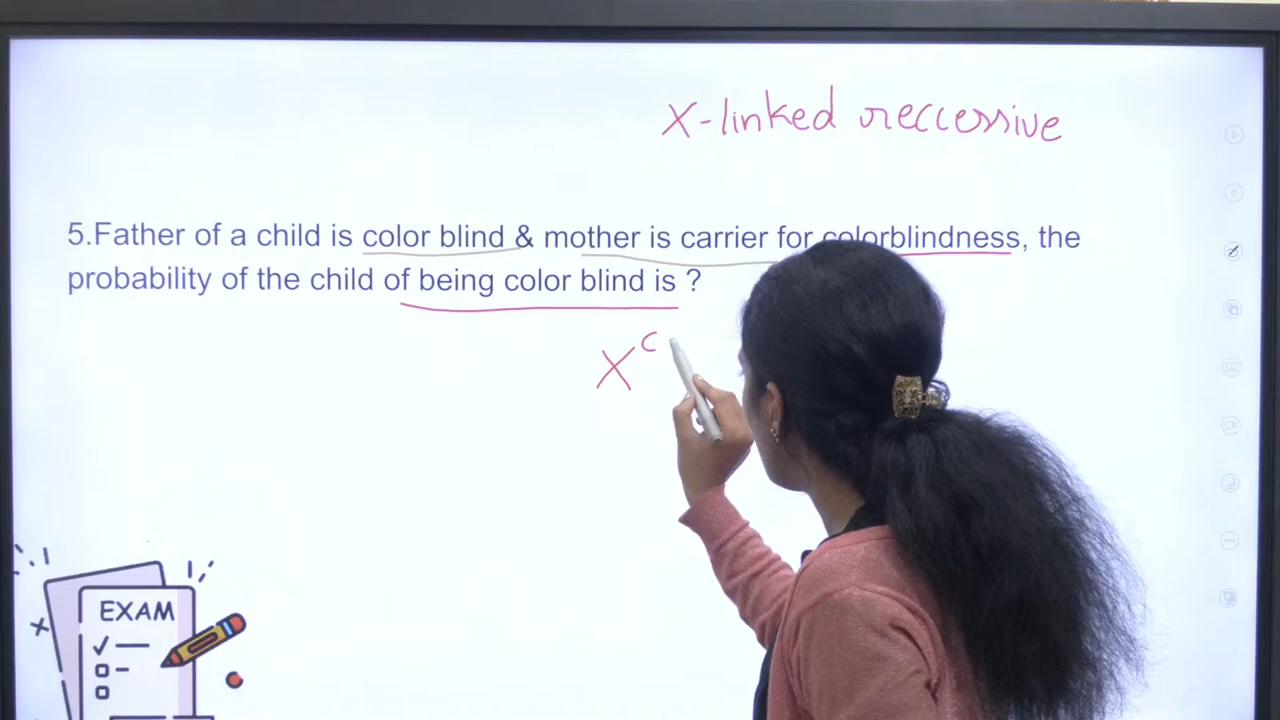 X-linked reccessive
5.Father of a child is color blind & mother is carrier for colorblindness, the
probability of the child of being color blind is ?
X^c
EXAM